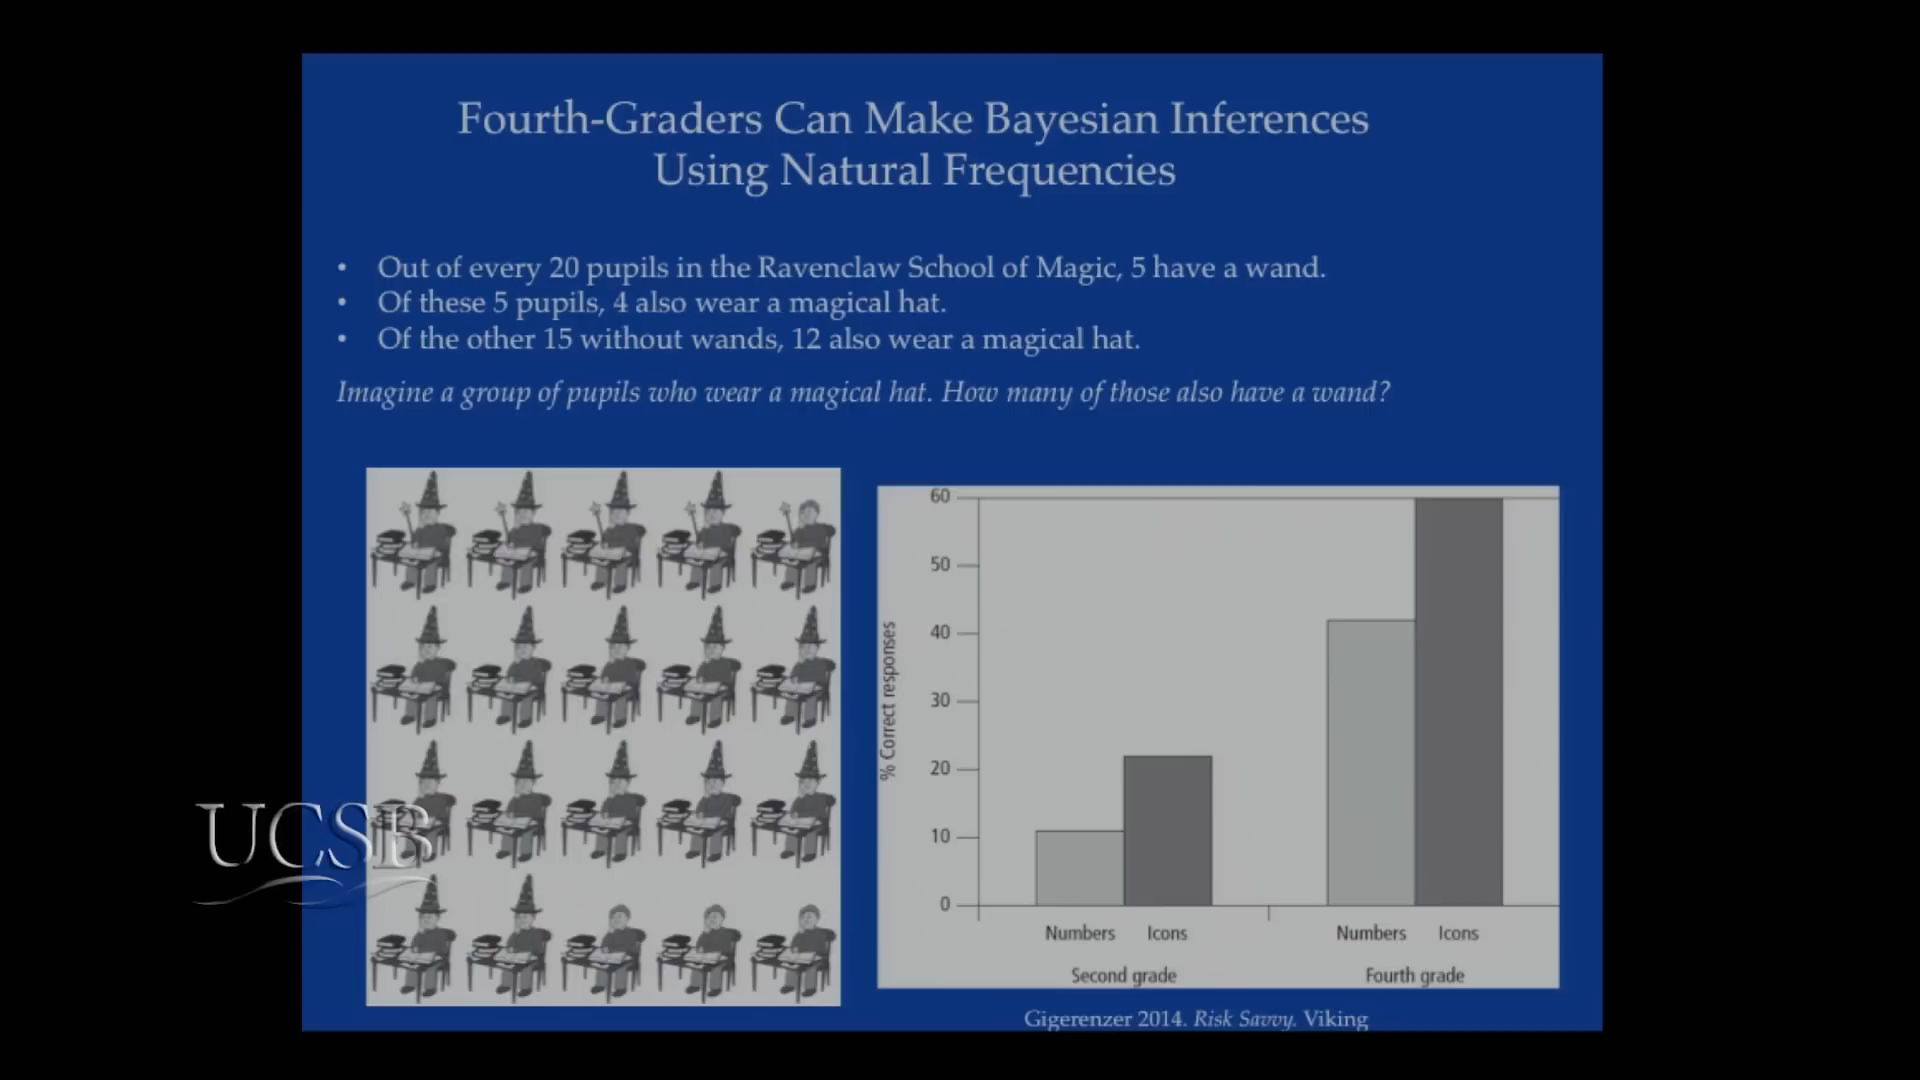 Fourth-Graders Can Make Bayesian Inferences
Using Natural Frequencies
• Out of every 20 pupils in the Ravenclaw School of Magic, 5 have a wand.
• Of these 5 pupils, 4 also wear a magical hat.
• Of the other 15 without wands, 12 also wear a magical hat.
Imagine a group of pupils who wear a magical hat. How many of those also have a wand?
% Correct responses
60
50
40
30
20
10
0
Numbers Icons Numbers Icons
Second grade Fourth grade
Gigerenzer 2014. Risk Savvy. Viking
UCSB